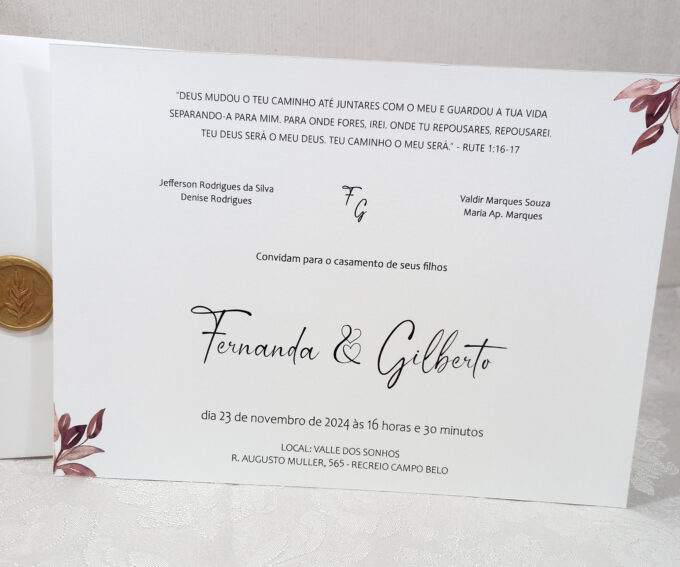 "DEUS MUDOU O TEU CAMINHO ATÉ JUNTARES COM O MEU E GUARDOU A TUA VIDA
SEPARANDO-A PARA MIM. PARA ONDE FORES, IREI. ONDE TU REPOUSARES, REPOUSAREI.
TEU DEUS SERÁ O MEU DEUS. TEU CAMINHO O MEU SERÁ." - RUTE 1:16-17
Jefferson Rodrigues da Silva
Denise Rodrigues
F
G
Valdir Marques Souza
Maria Ap. Marques
Convidam para o casamento de seus filhos
Fernanda & Gilberto
dia 23 de novembro de 2024 às 16 horas e 30 minutos
LOCAL: VALLE DOS SONHOS
R. AUGUSTO MULLER, 565 - RECREIO CAMPO BELO